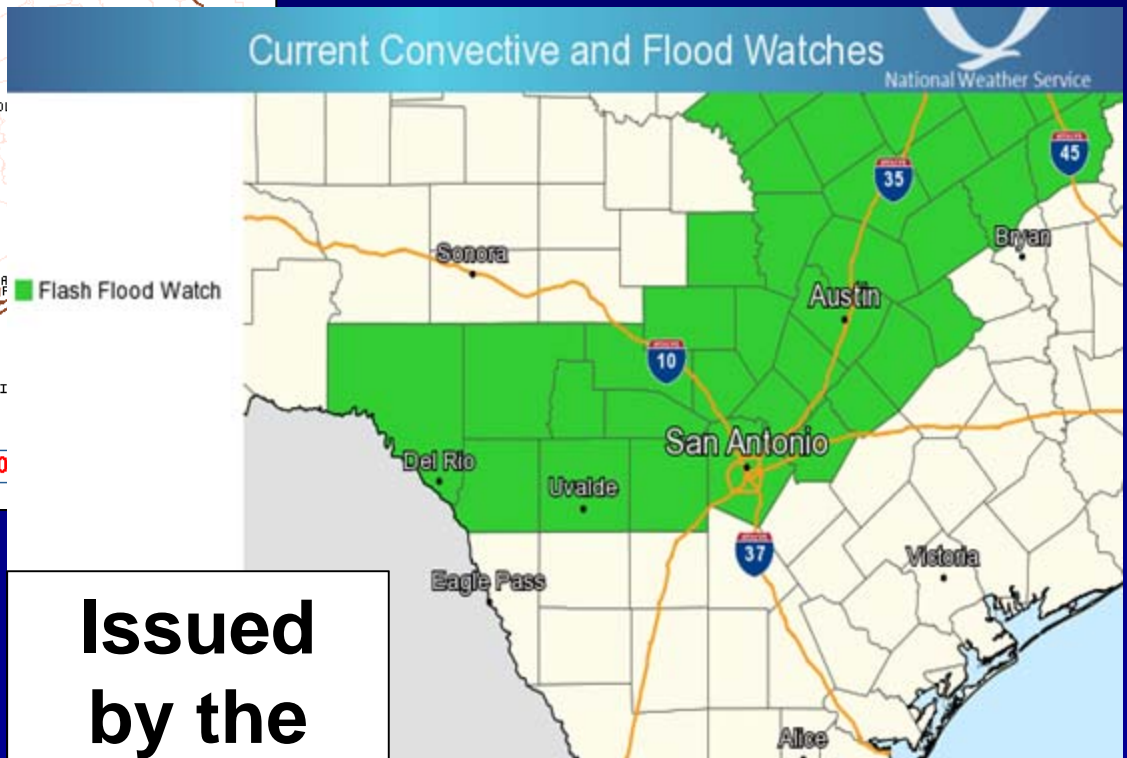 Current Convective and Flood Watches
National Weather Service
35
45
Sonora
Bryan
Flash Flood Watch
Austin
10
San Antonio
Del Rio
Uvalde
37
Victoria
Eagle Pass
Issued
by the
Alice